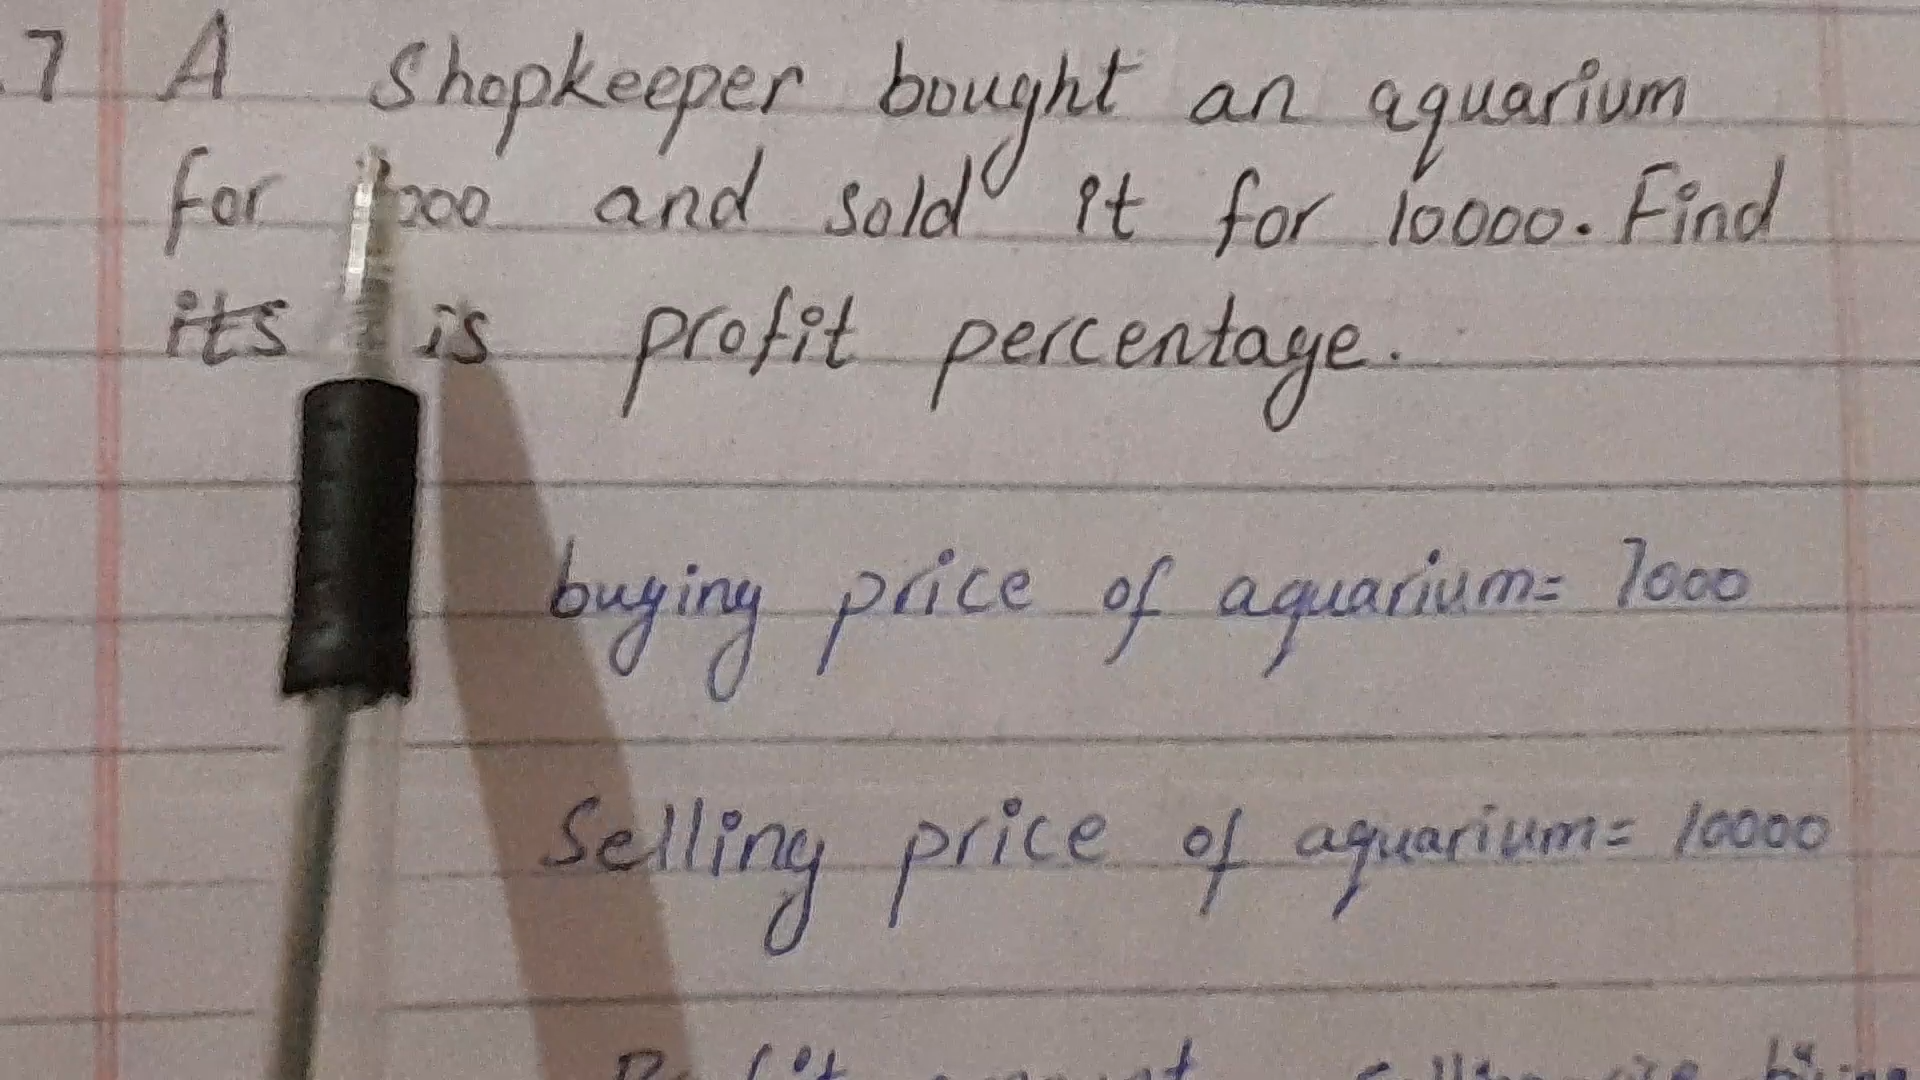 7 A Shopkeeper bought an aquarium
for 000 and sold it for 10000. Find
its is profit percentage.
buying price of aquarium= 7000
Selling price of aquarium= 10000